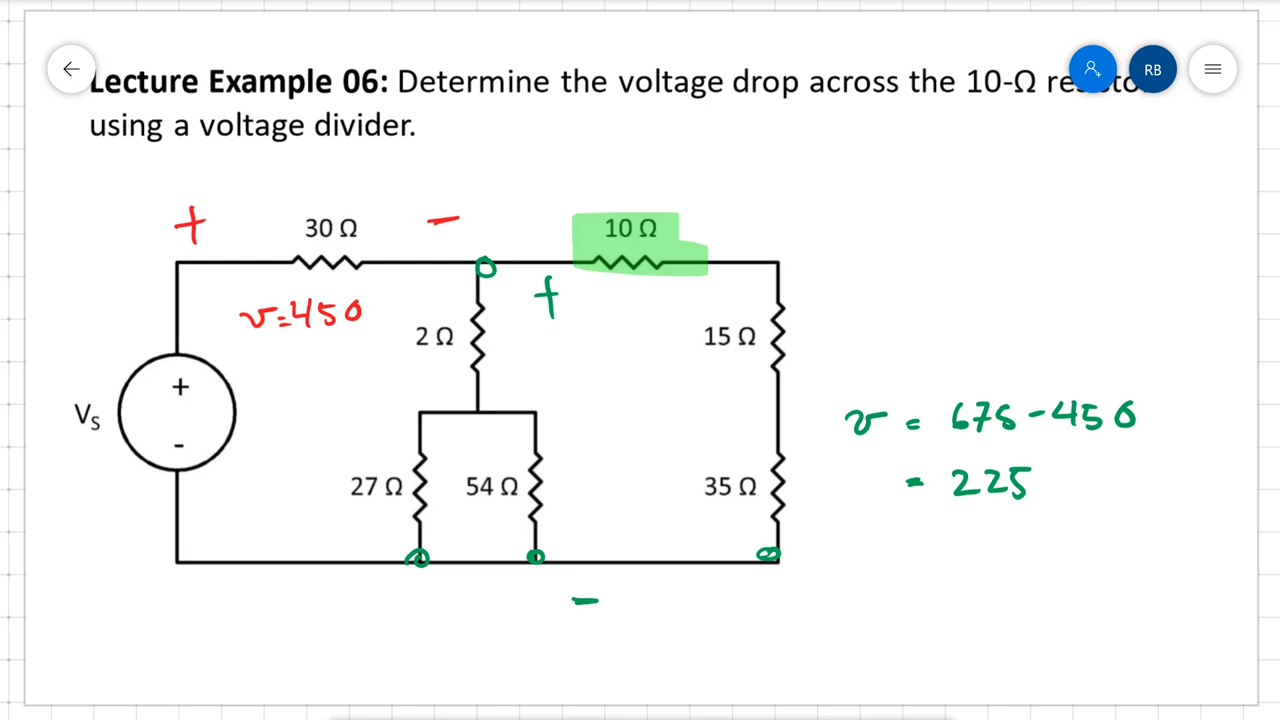 Lecture Example 06: Determine the voltage drop across the 10-Ω resistor
RB
using a voltage divider.
+
30 Ω
-
10 Ω
+
v=450
2 Ω
15 Ω
+
Vs
-
v = 675-450
= 225
27 Ω
54 Ω
35 Ω
-